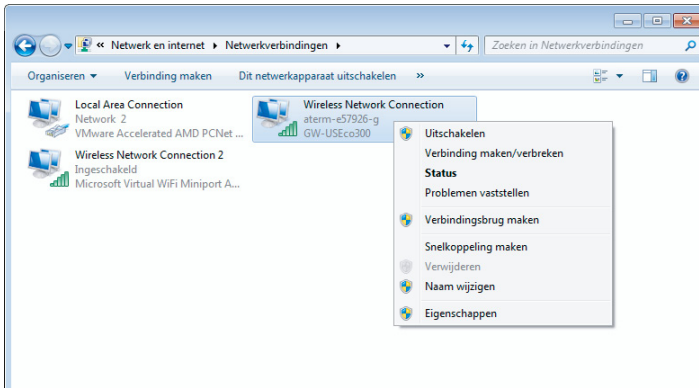 « Netwerk en internet ▸ Netwerkverbindingen ▸ Zoeken in Netwerkverbindingen
Organiseren ▾ Verbinding maken Dit netwerkapparaat uitschakelen »
Local Area Connection
Network 2
VMware Accelerated AMD PCNet ...
Wireless Network Connection
aterm-e57926-g
GW-USEco300
Wireless Network Connection 2
Ingeschakeld
Microsoft Virtual WiFi Miniport A...
Uitschakelen
Verbinding maken/verbreken
Status
Problemen vaststellen
Verbindingsbrug maken
Snelkoppeling maken
Verwijderen
Naam wijzigen
Eigenschappen